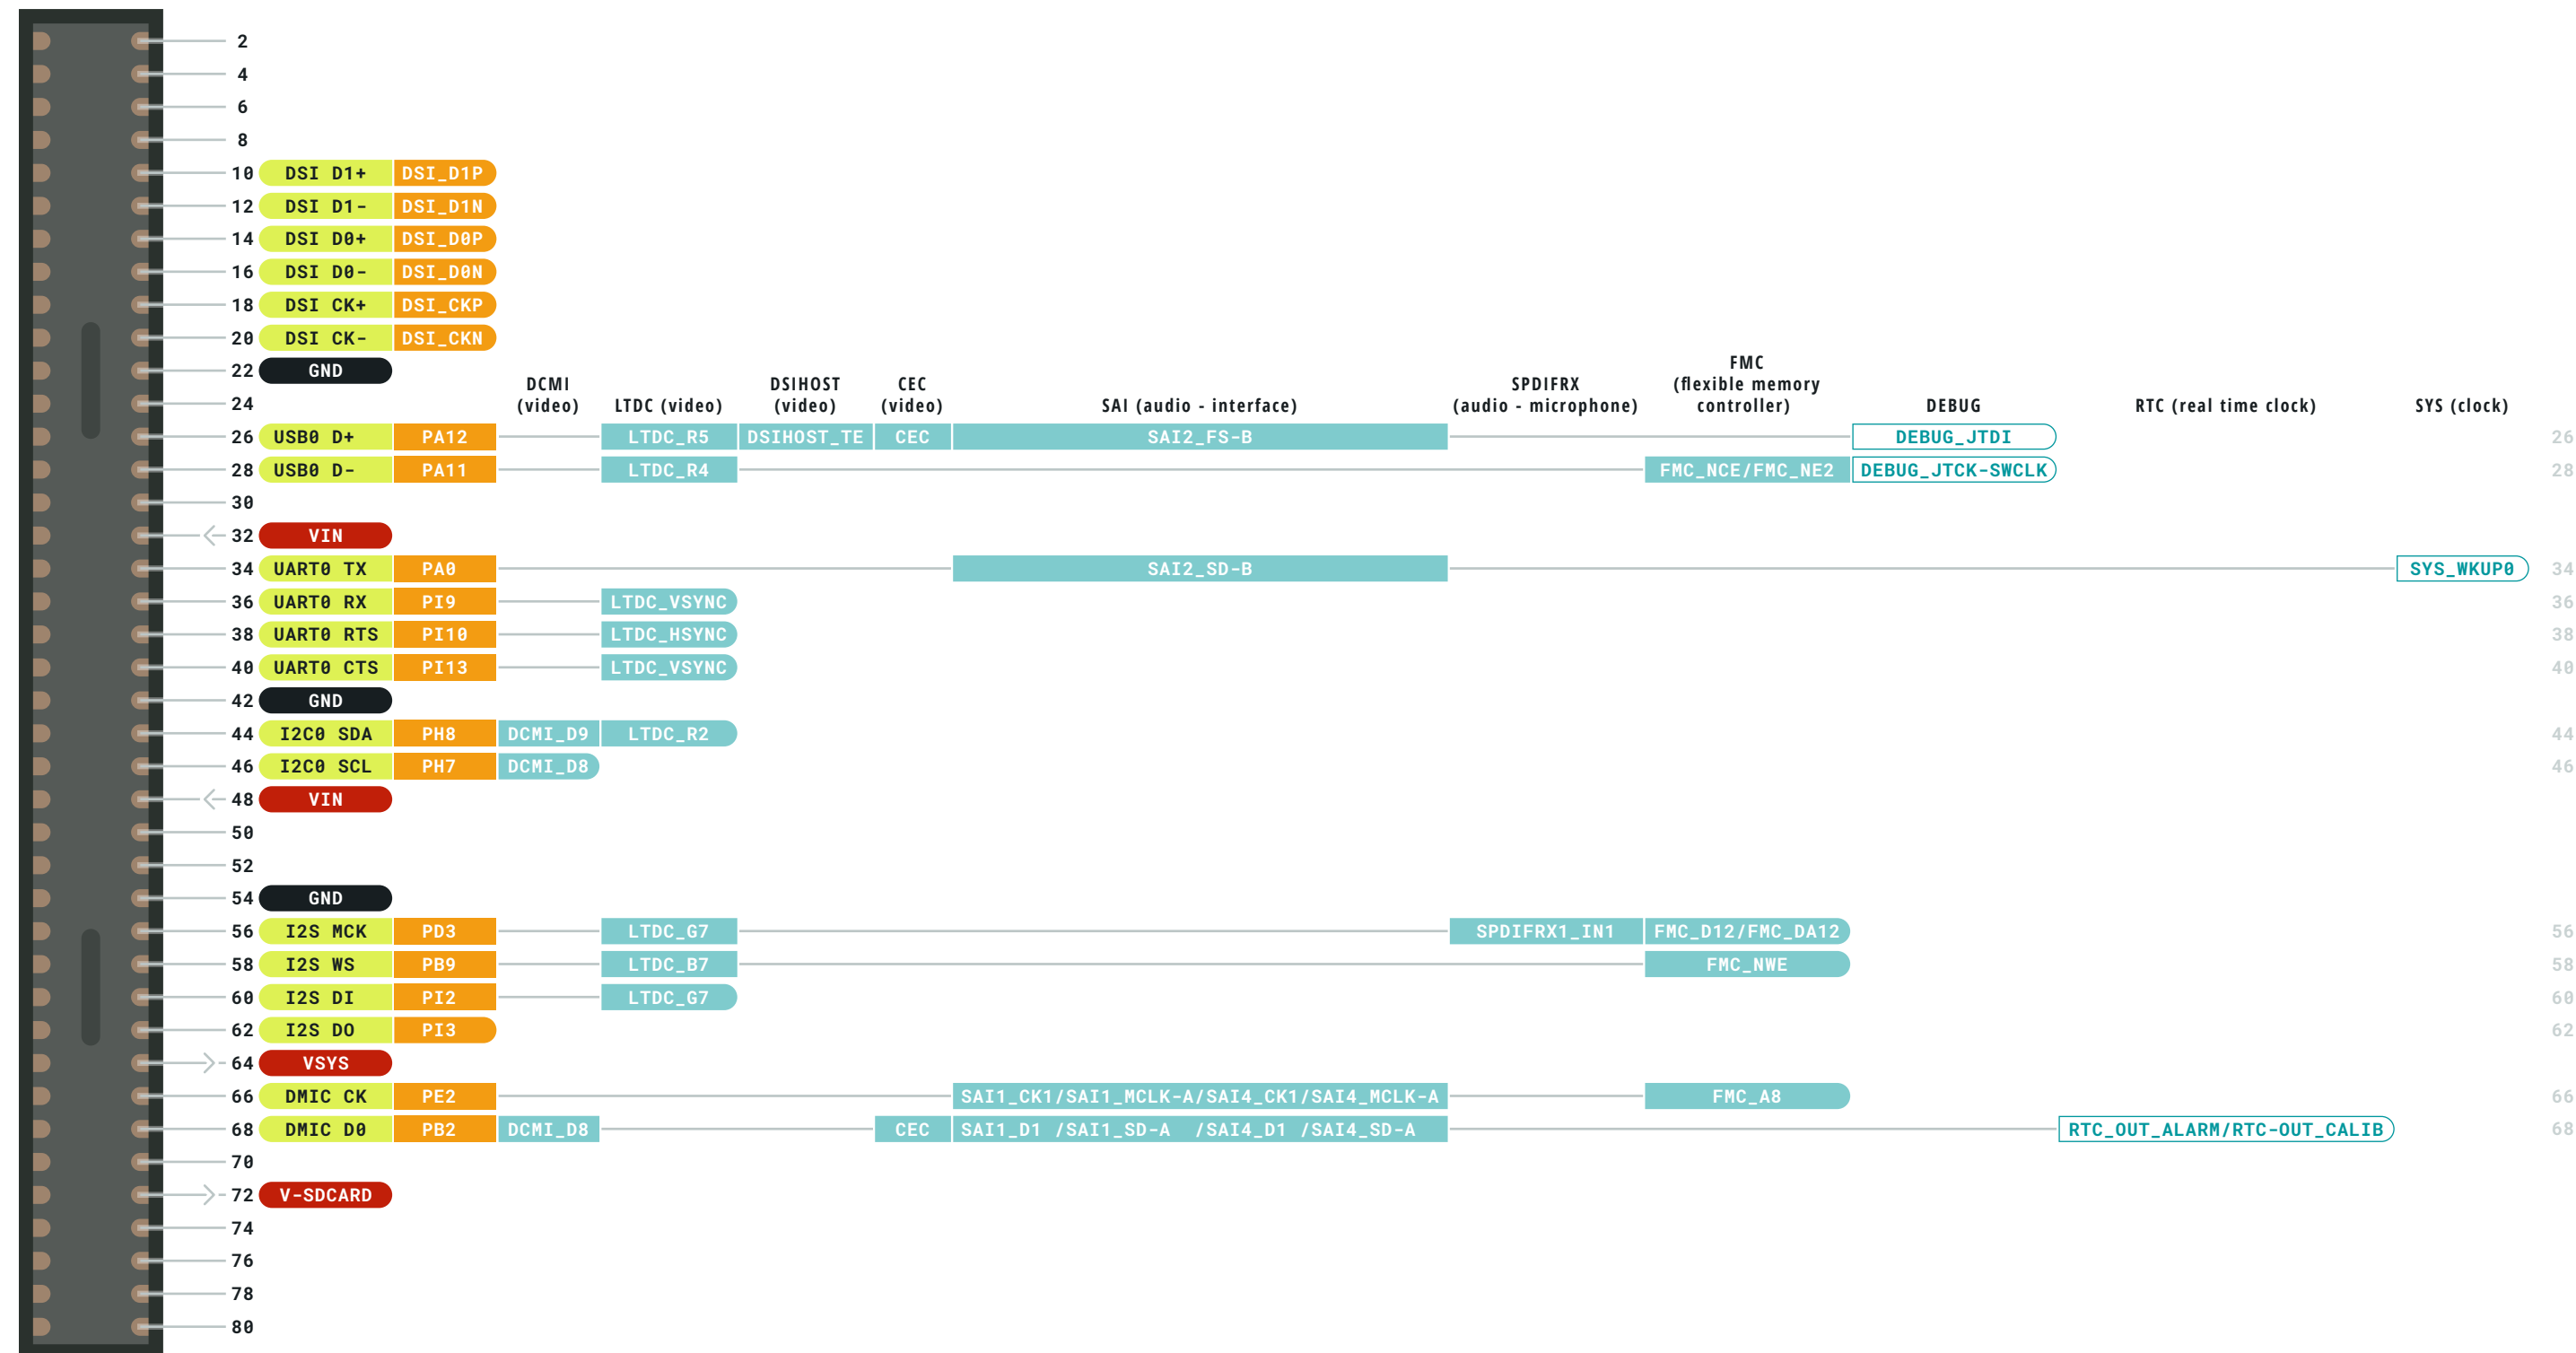 2
4
6
8
10 DSI D1+ DSI_D1P
12 DSI D1- DSI_D1N
14 DSI D0+ DSI_D0P
16 DSI D0- DSI_D0N
18 DSI CK+ DSI_CKP
20 DSI CK- DSI_CKN
22 GND
24
DCMI (video)
LTDC (video)
DSIHOST (video)
CEC (video)
SAI (audio - interface)
SPDIFRX (audio - microphone)
FMC (flexible memory controller)
DEBUG
RTC (real time clock)
SYS (clock)
26 USB0 D+ PA12 LTDC_R5 DSIHOST_TE CEC SAI2_FS-B DEBUG_JTDI 26
28 USB0 D- PA11 LTDC_R4 FMC_NCE/FMC_NE2 DEBUG_JTCK-SWCLK 28
30
32 VIN
34 UART0 TX PA0 SAI2_SD-B SYS_WKUP0 34
36 UART0 RX PI9 LTDC_VSYNC 36
38 UART0 RTS PI10 LTDC_HSYNC 38
40 UART0 CTS PI13 LTDC_VSYNC 40
42 GND
44 I2C0 SDA PH8 DCMI_D9 LTDC_R2 44
46 I2C0 SCL PH7 DCMI_D8 46
48 VIN
50
52
54 GND
56 I2S MCK PD3 LTDC_G7 SPDIFRX1_IN1 FMC_D12/FMC_DA12 56
58 I2S WS PB9 LTDC_B7 FMC_NWE 58
60 I2S DI PI2 LTDC_G7 60
62 I2S DO PI3 62
64 VSYS
66 DMIC CK PE2 SAI1_CK1/SAI1_MCLK-A/SAI4_CK1/SAI4_MCLK-A FMC_A8 66
68 DMIC D0 PB2 DCMI_D8 CEC SAI1_D1 /SAI1_SD-A /SAI4_D1 /SAI4_SD-A RTC_OUT_ALARM/RTC-OUT_CALIB 68
70
72 V-SDCARD
74
76
78
80